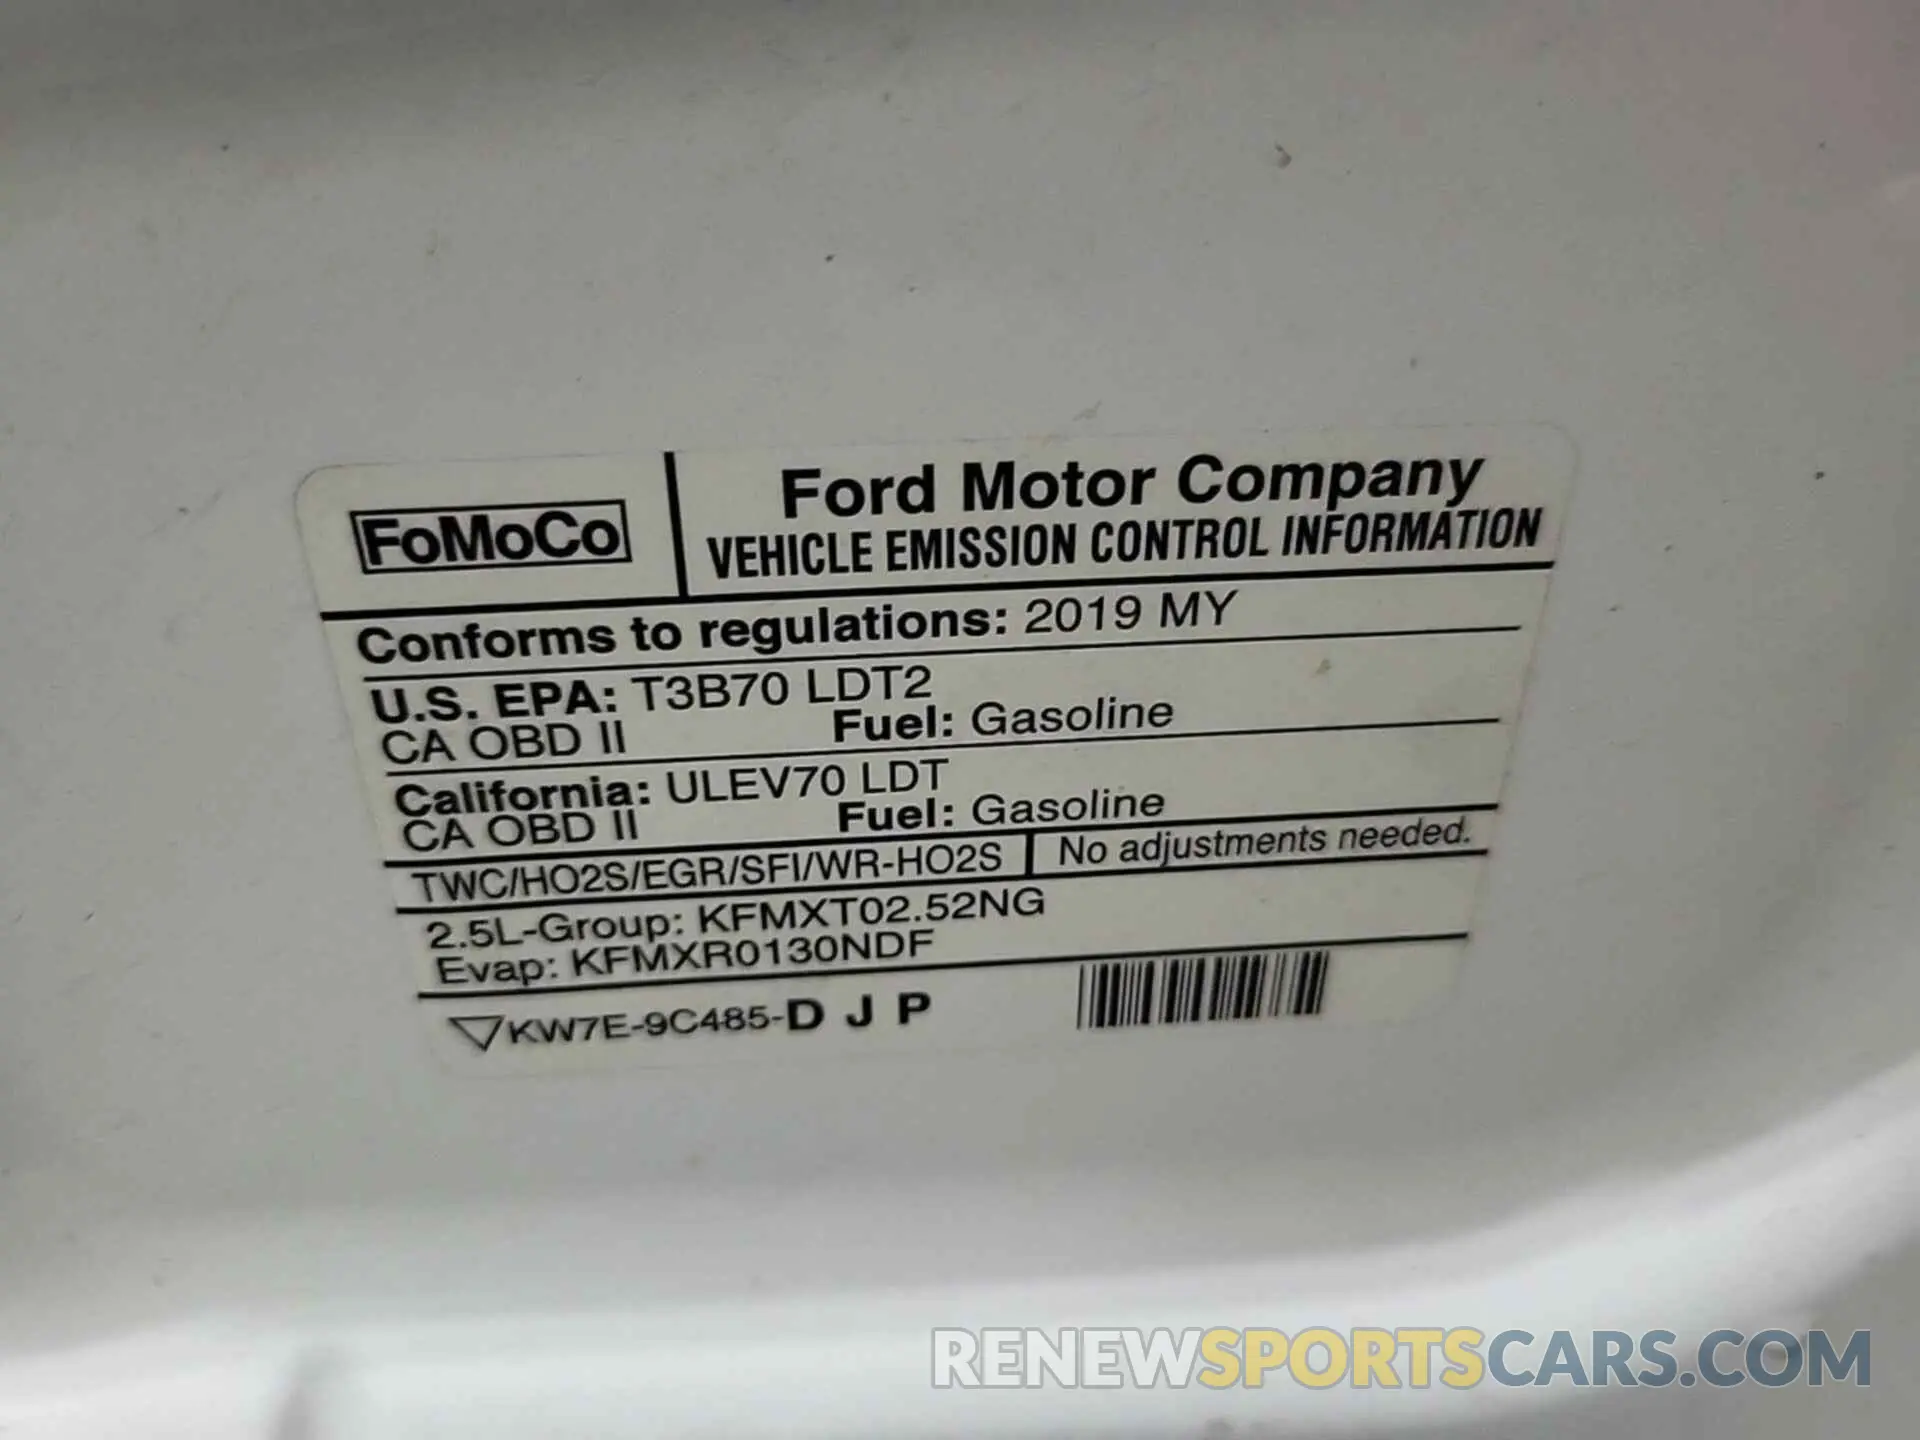 FoMoCo
Ford Motor Company
VEHICLE EMISSION CONTROL INFORMATION
Conforms to regulations: 2019 MY
U.S. EPA: T3B70 LDT2
CA OBD II Fuel: Gasoline
California: ULEV70 LDT
CA OBD II Fuel: Gasoline
TWC/HO2S/EGR/SFI/WR-HO2S No adjustments needed.
2.5L-Group: KFMXT02.52NG
Evap: KFMXR0130NDF
KW7E-9C485-D J P
RENEWSPORTSCARS.COM